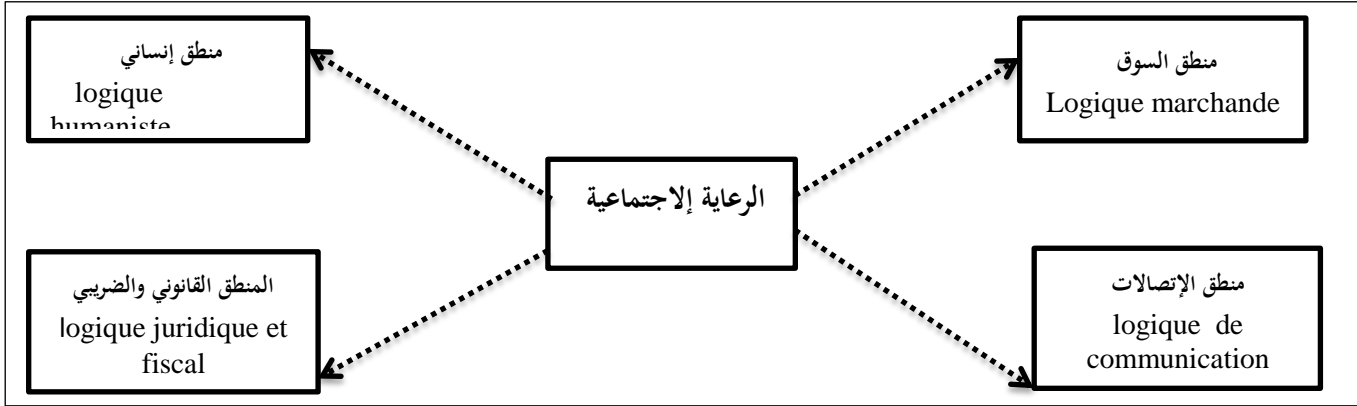 منطق إنساني
logique
humaniste
منطق السوق
Logique marchande
الرعاية إلاجتماعية
المنطق القانوني والضريبي
logique juridique et
fiscal
منطق الإتصالات
logique de
communication